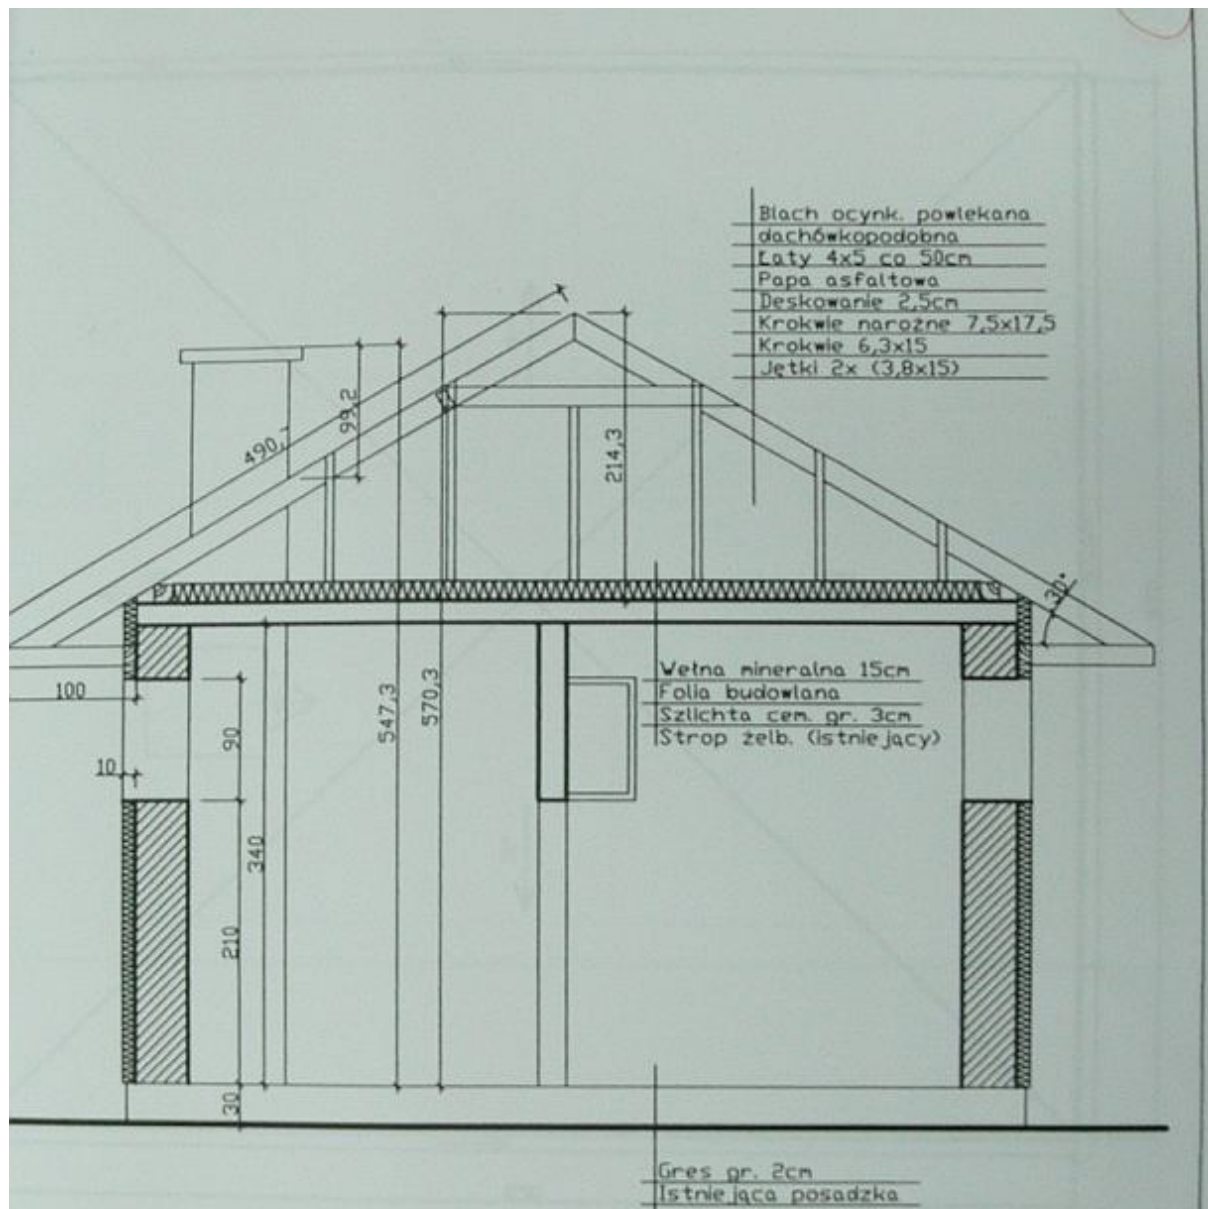 Blach ocynk. powlekana
dachówkopodobna
Łaty 4x5 co 50cm
Papa asfaltowa
Deskowanie 2,5cm
Krokwie narożne 7,5x17,5
Krokwie 6,3x15
Jętki 2x (3,8x15)
99,2
490
214,3
30°
Wełna mineralna 15cm
Folia budowlana
Szlichta cem. gr. 3cm
Strop żelb. (istniejący)
100
547,3
570,3
90
10
340
210
30
Gres gr. 2cm
Istniejąca posadzka